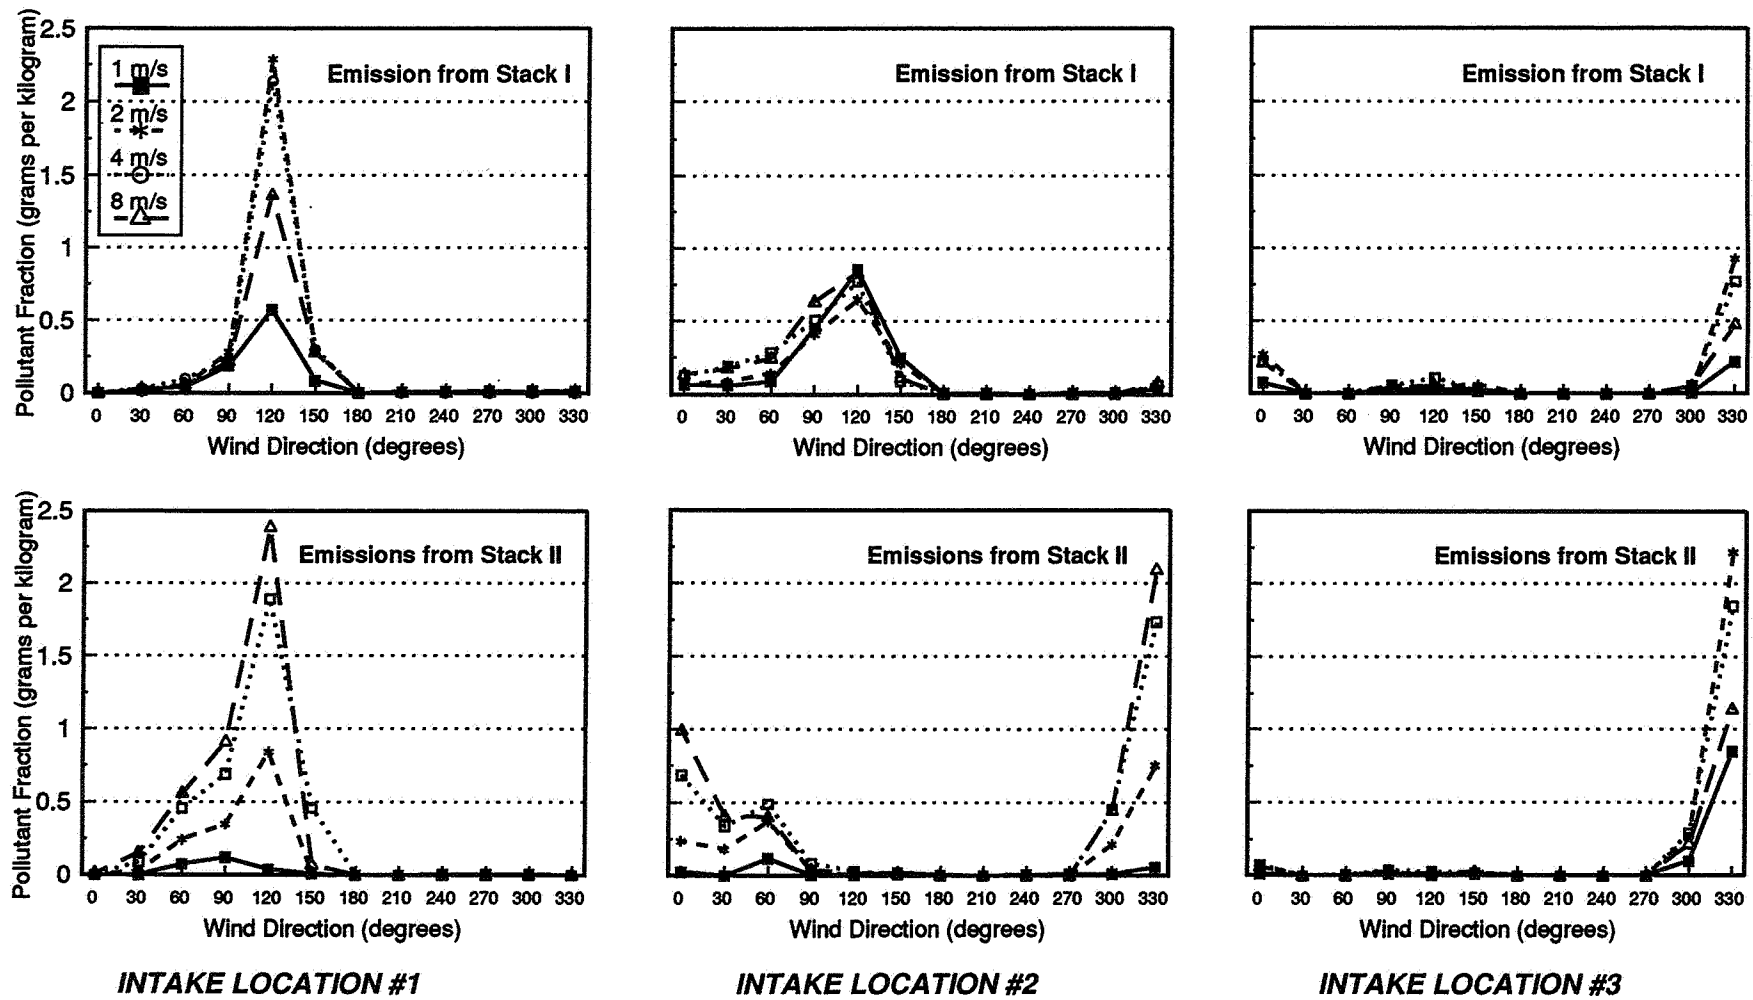 Pollutant Fraction (grams per kilogram)
2.5
2
1.5
1
0.5
0
1 m/s
2 m/s
4 m/s
8 m/s
Emission from Stack I
0 30 60 90 120 150 180 210 240 270 300 330
Wind Direction (degrees)
Emission from Stack I
0 30 60 90 120 150 180 210 240 270 300 330
Wind Direction (degrees)
Emission from Stack I
0 30 60 90 120 150 180 210 240 270 300 330
Wind Direction (degrees)
Pollutant Fraction (grams per kilogram)
2.5
2
1.5
1
0.5
0
Emissions from Stack II
0 30 60 90 120 150 180 210 240 270 300 330
Wind Direction (degrees)
Emissions from Stack II
0 30 60 90 120 150 180 210 240 270 300 330
Wind Direction (degrees)
Emissions from Stack II
0 30 60 90 120 150 180 210 240 270 300 330
Wind Direction (degrees)
INTAKE LOCATION #1
INTAKE LOCATION #2
INTAKE LOCATION #3